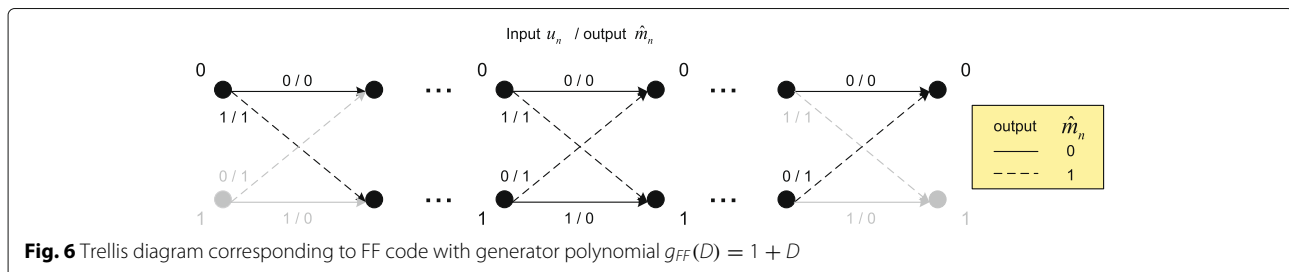 Input u_n / output m̂_n
0 0 0 0
0 / 0 0 / 0 0 / 0
1 / 1 1 / 1 1 / 1
output m̂_n
0
1
0 / 1 0 / 1 0 / 1
1 1 1 1
1 / 0 1 / 0 1 / 0
... ... 
... ...
Fig. 6 Trellis diagram corresponding to FF code with generator polynomial g_FF(D) = 1 + D